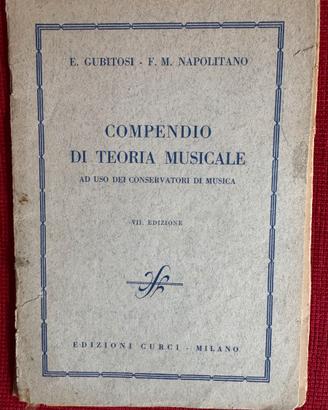 E. GUBITOSI - F. M. NAPOLITANO
COMPENDIO
DI TEORIA MUSICALE
AD USO DEI CONSERVATORI DI MUSICA
VII. EDIZIONE
EDIZIONI CURCI - MILANO